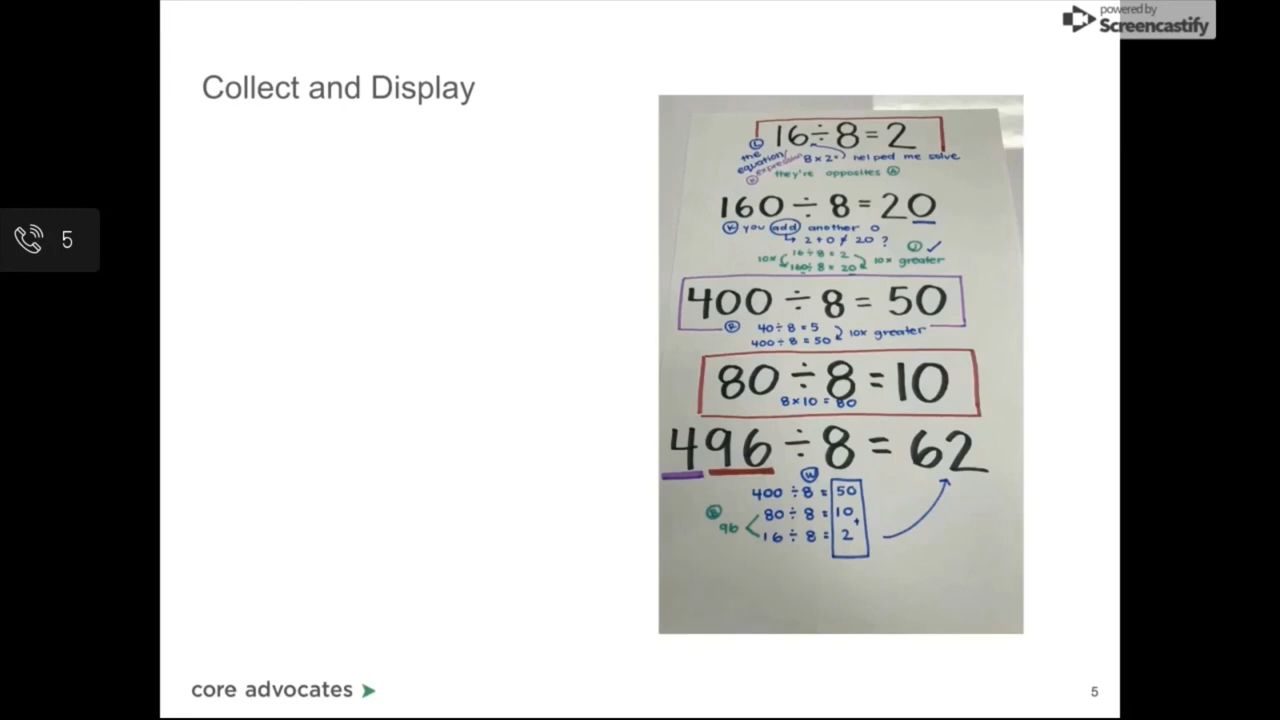 powered by
Screencastify
Collect and Display
5
16÷8=2
L the equation/ 8 x 2 helped me solve
expression
they're opposites A
160 ÷ 8 = 20
K you add another 0
↳ 2 + 0 ≠ 20 ?
J ✓
10x 16 ÷ 8 = 2
160 ÷ 8 = 20 10x greater
400 ÷ 8 = 50
R 40 ÷ 8 = 5
400 ÷ 8 = 50 10x greater
80 ÷ 8 = 10
8 x 10 = 80
496 ÷ 8 = 62
400 ÷ 8 = 50
80 ÷ 8 = 10
96 +
16 ÷ 8 = 2
core advocates
5